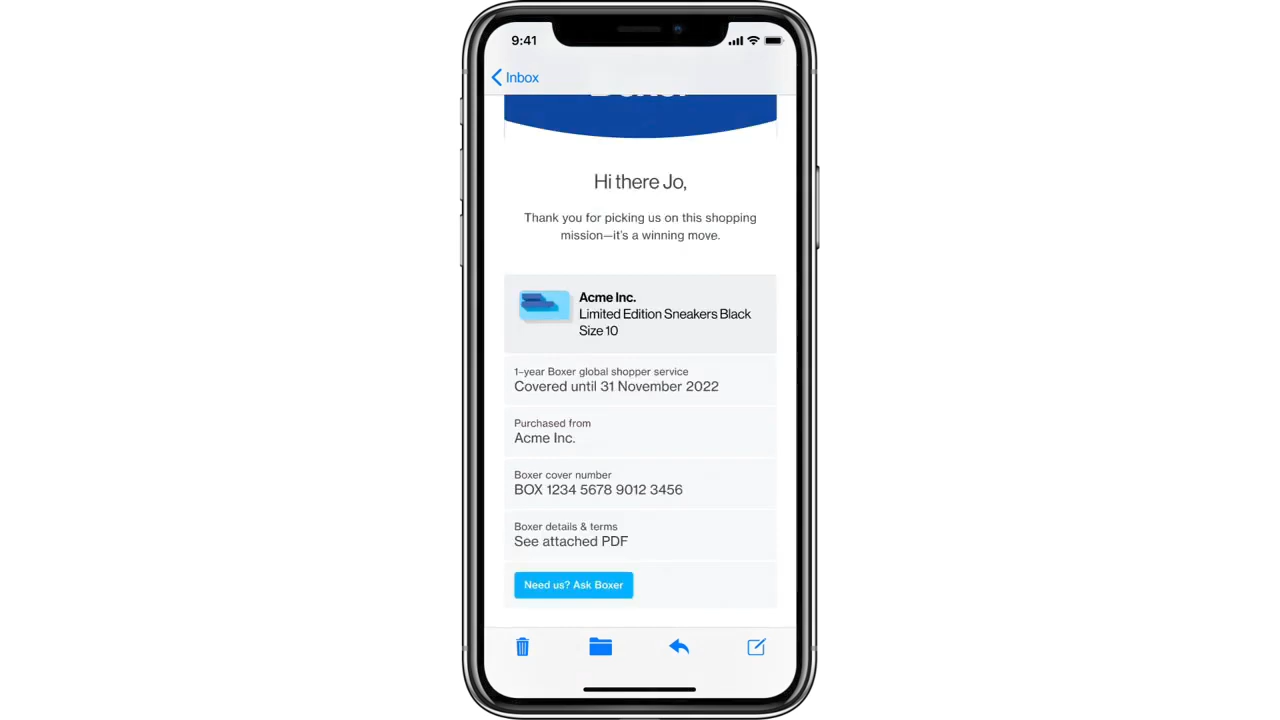 9:41
Inbox
Hi there Jo,
Thank you for picking us on this shopping
mission—it's a winning move.
Acme Inc.
Limited Edition Sneakers Black
Size 10
1-year Boxer global shopper service
Covered until 31 November 2022
Purchased from
Acme Inc.
Boxer cover number
BOX 1234 5678 9012 3456
Boxer details & terms
See attached PDF
Need us? Ask Boxer